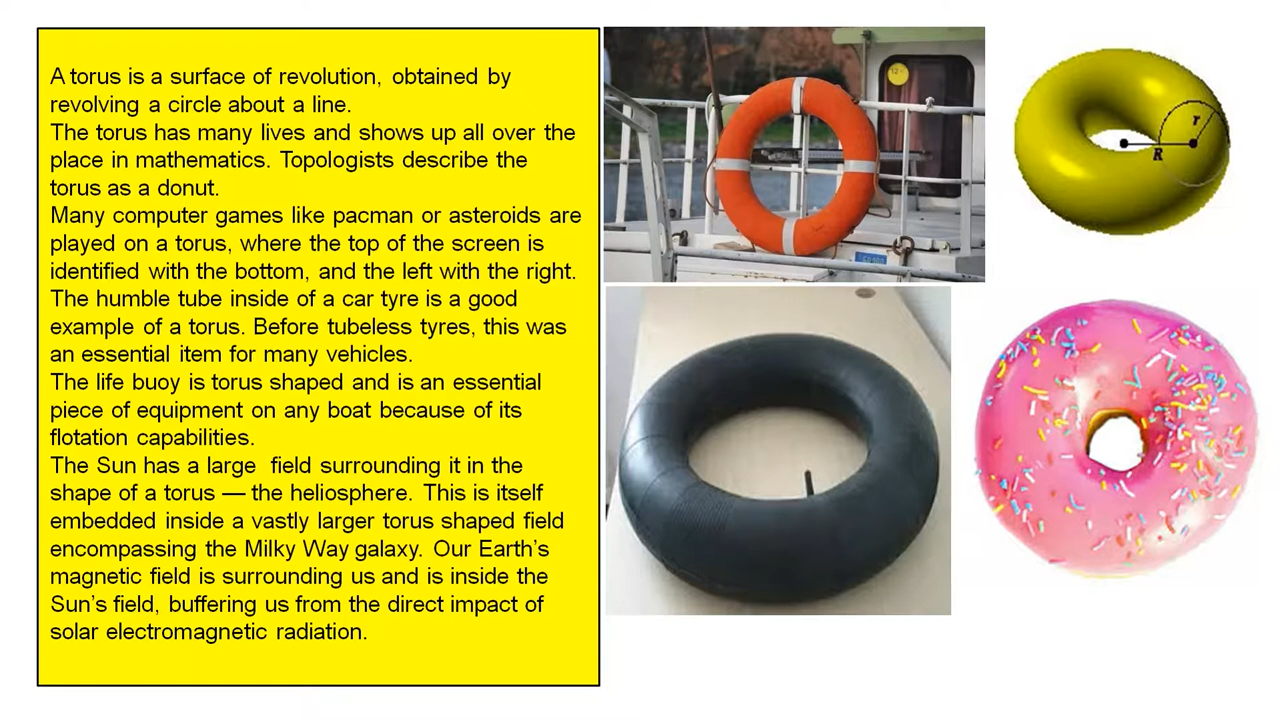 A torus is a surface of revolution, obtained by
revolving a circle about a line.
The torus has many lives and shows up all over the
place in mathematics. Topologists describe the
torus as a donut.
Many computer games like pacman or asteroids are
played on a torus, where the top of the screen is
identified with the bottom, and the left with the right.
The humble tube inside of a car tyre is a good
example of a torus. Before tubeless tyres, this was
an essential item for many vehicles.
The life buoy is torus shaped and is an essential
piece of equipment on any boat because of its
flotation capabilities.
The Sun has a large  field surrounding it in the
shape of a torus — the heliosphere. This is itself
embedded inside a vastly larger torus shaped field
encompassing the Milky Way galaxy. Our Earth’s
magnetic field is surrounding us and is inside the
Sun’s field, buffering us from the direct impact of
solar electromagnetic radiation.
r
R